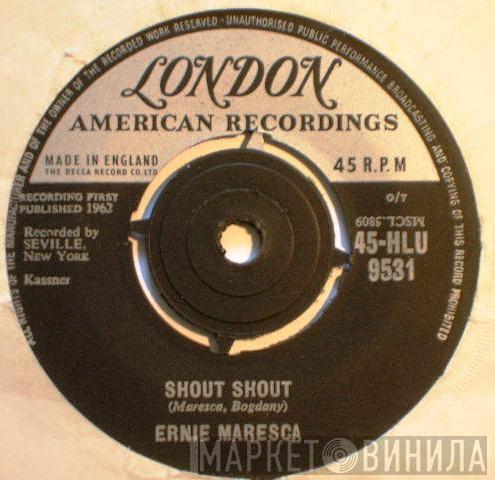 ALL RIGHTS OF THE MANUFACTURER AND OF THE OWNER OF THE RECORDED WORK RESERVED · UNAUTHORISED PUBLIC PERFORMANCE BROADCASTING AND COPYING OF THIS RECORD PROHIBITED
LONDON
AMERICAN RECORDINGS
MADE IN ENGLAND
THE DECCA RECORD CO. LTD
45 R.P.M
RECORDING FIRST
PUBLISHED 1962
O/T
Recorded by
SEVILLE,
NEW YORK
Kassner
MSCL.5809
45-HLU
9531
SHOUT SHOUT
(Maresca, Bogdany)
ERNIE MARESCA
МАРКЕТ ВИНИЛА